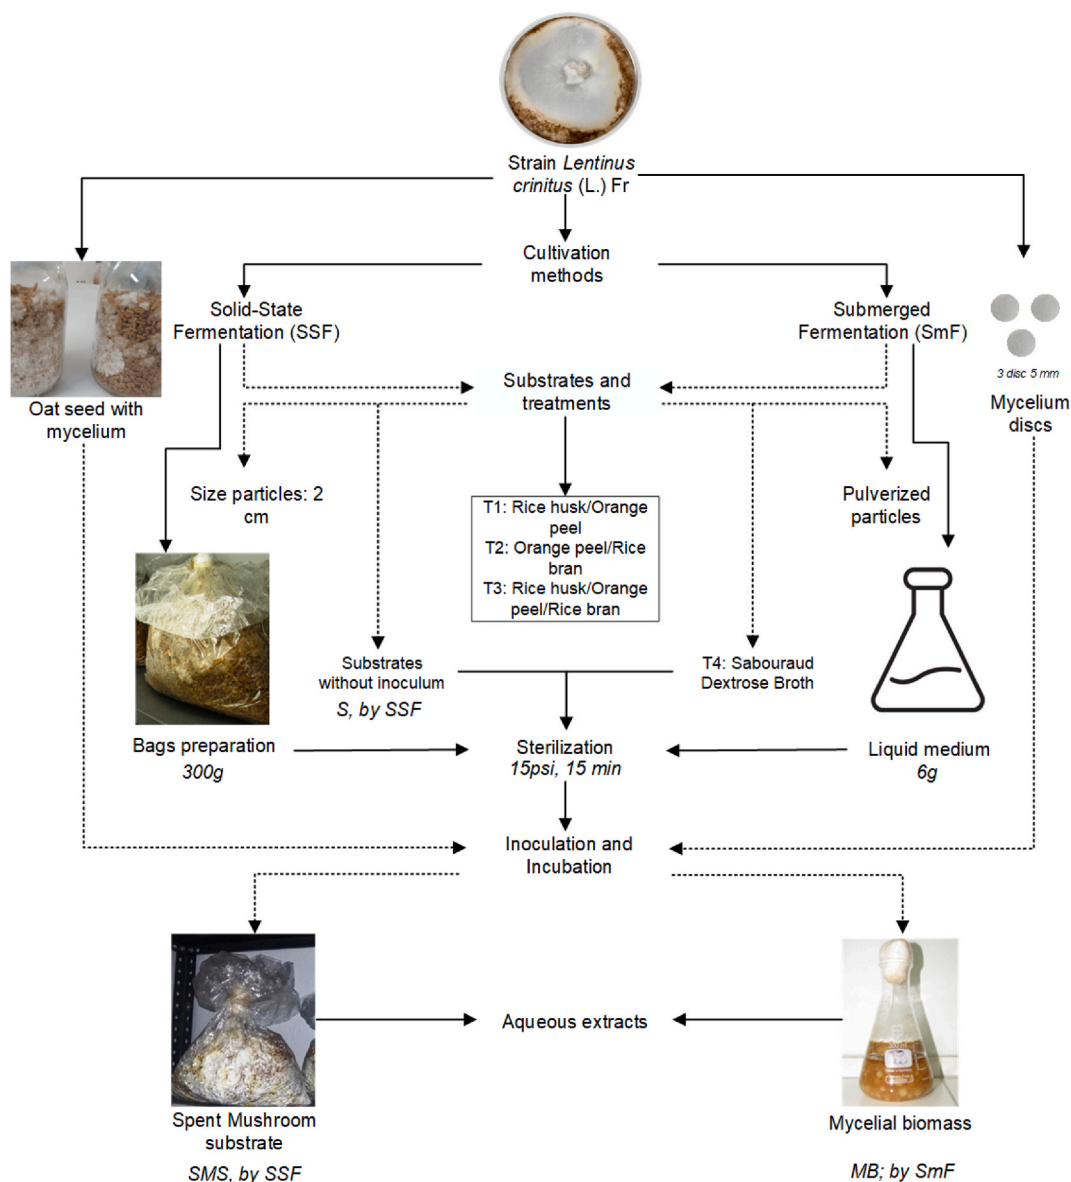 Strain Lentinus
crinitus (L.) Fr
Cultivation
methods
Solid-State
Fermentation (SSF)
Submerged
Fermentation (SmF)
3 disc 5 mm
Oat seed with
mycelium
Substrates and
treatments
Mycelium
discs
Size particles: 2
cm
Pulverized
particles
T1: Rice husk/Orange
peel
T2: Orange peel/Rice
bran
T3: Rice husk/Orange
peel/Rice bran
Substrates
without inoculum
S, by SSF
T4: Sabouraud
Dextrose Broth
Bags preparation
300g
Sterilization
15psi, 15 min
Liquid medium
6g
Inoculation and
Incubation
Aqueous extracts
Spent Mushroom
substrate
SMS, by SSF
Mycelial biomass
MB; by SmF